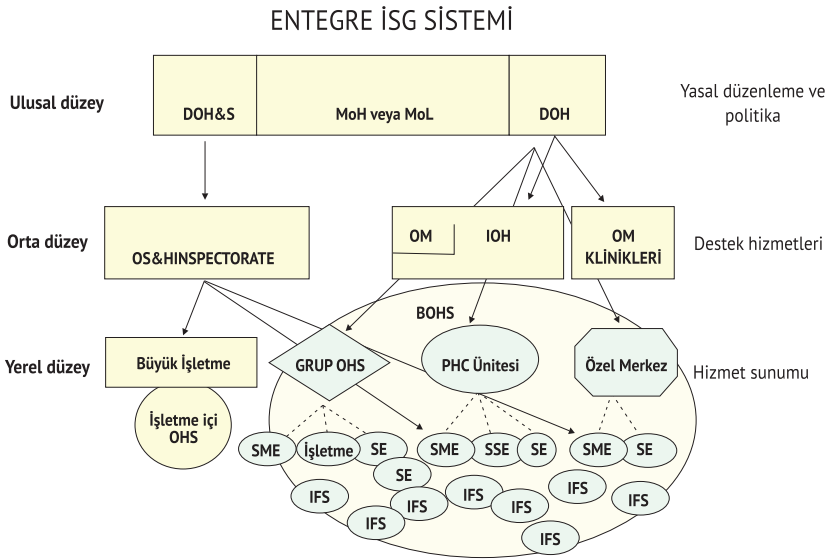 ENTEGRE İSG SİSTEMİ
Ulusal düzey
DOH&S
MoH veya MoL
DOH
Yasal düzenleme ve
politika
Orta düzey
OS&HINSPECTORATE
OM
IOH
OM
KLİNİKLERİ
Destek hizmetleri
BOHS
Yerel düzey
Büyük İşletme
GRUP OHS
PHC Ünitesi
Özel Merkez
Hizmet sunumu
İşletme içi
OHS
SME
İşletme
SE
SME
SSE
SE
SME
SE
SE
IFS
IFS
IFS
IFS
IFS
IFS
IFS
IFS